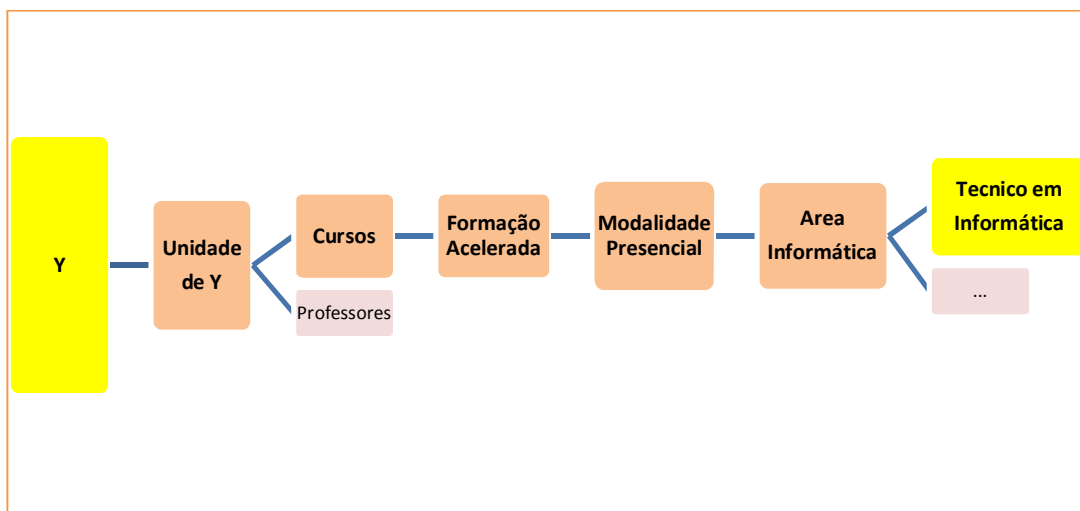 Y
Unidade
de Y
Cursos
Professores
Formação
Acelerada
Modalidade
Presencial
Area
Informática
Tecnico em
Informática
...